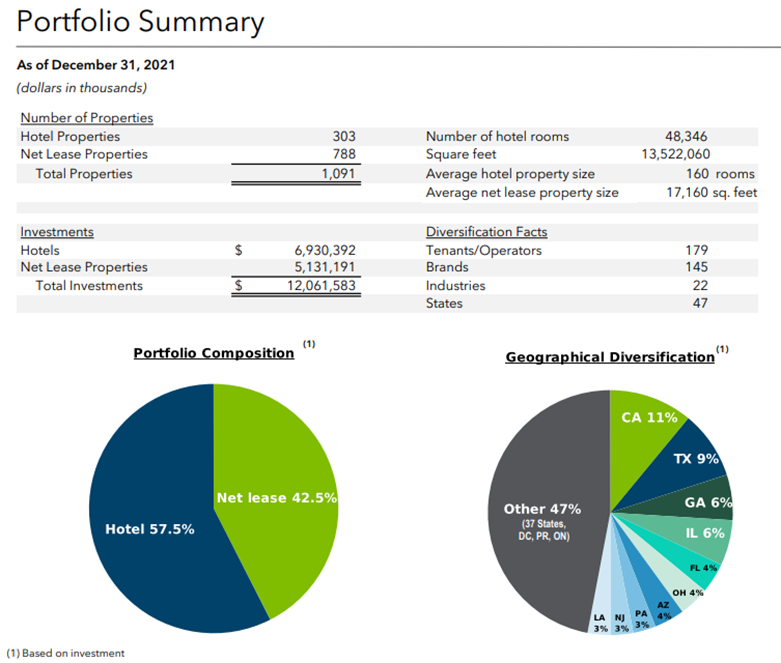 Portfolio Summary
As of December 31, 2021
(dollars in thousands)
Number of Properties
Hotel Properties 303 Number of hotel rooms 48,346
Net Lease Properties 788 Square feet 13,522,060
Total Properties 1,091 Average hotel property size 160 rooms
Average net lease property size 17,160 sq. feet
Investments Diversification Facts
Hotels $ 6,930,392 Tenants/Operators 179
Net Lease Properties 5,131,191 Brands 145
Total Investments $ 12,061,583 Industries 22
States 47
Portfolio Composition (1)
Net lease 42.5%
Hotel 57.5%
Geographical Diversification (1)
CA 11%
TX 9%
GA 6%
IL 6%
FL 4%
OH 4%
AZ
4%
PA
3%
NJ
3%
LA
3%
Other 47%
(37 States,
DC, PR, ON)
(1) Based on investment